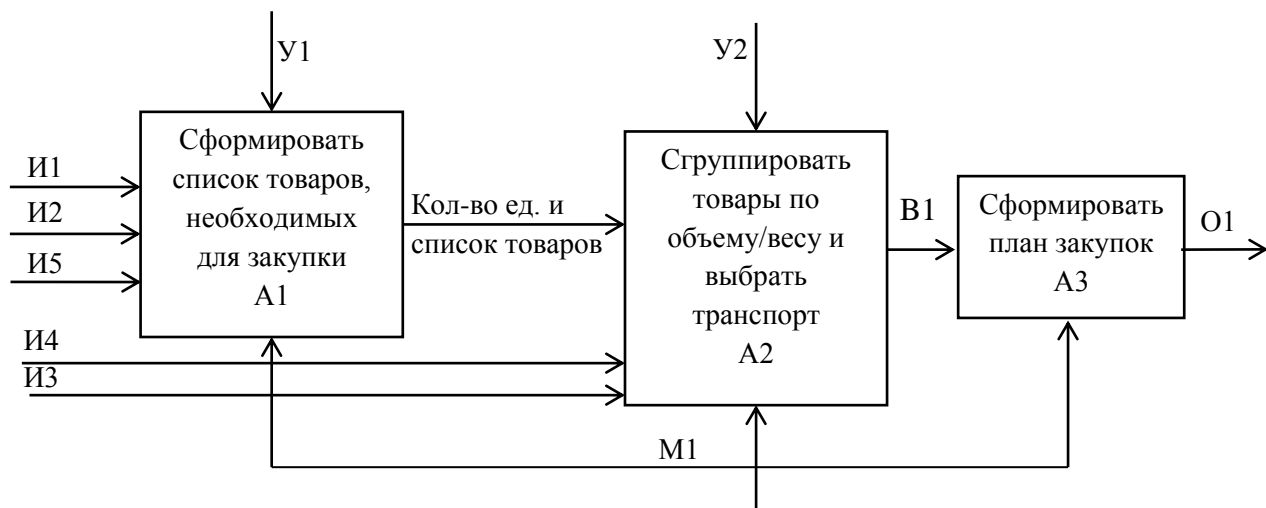 У1
У2
Сформировать
список товаров,
необходимых
для закупки
А1
И1
И2
И5
Кол-во ед. и
список товаров
Сгруппировать
товары по
объему/весу и
выбрать
транспорт
А2
В1
Сформировать
план закупок
А3
О1
И4
И3
М1